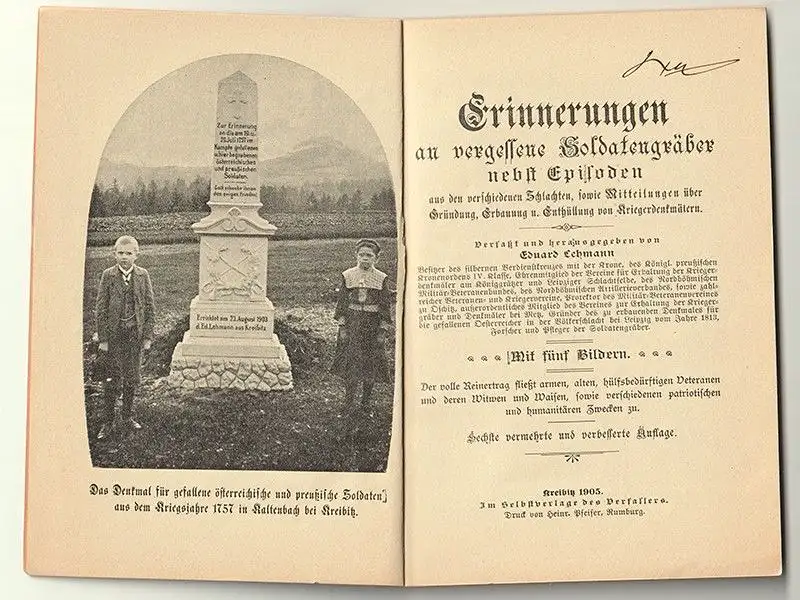 Zur Erinnerung
an die am 19. u.
20. Juli 1757 im
Kampfe gefallenen
u. hier begrabenen
österreichischen
und preußischen
Soldaten.
Gott schenke ihnen
den ewigen Frieden!
Errichtet am 23. August 1903
d. Ed. Lehmann aus Kreibitz
Das Denkmal für gefallene österreichische und preußische Soldaten
aus dem Kriegsjahre 1757 in Kaltenbach bei Kreibitz.
Erinnerungen
an vergessene Soldatengräber
nebst Episoden
aus den verschiedenen Schlachten, sowie Mitteilungen über
Gründung, Erbauung u. Enthüllung von Kriegerdenkmälern.
Verfaßt und herausgegeben von
Eduard Lehmann
Besitzer des silbernen Verdienstkreuzes mit der Krone, des Königl. preußischen
Kronenordens IV. Klasse, Ehrenmitglied der Vereine für Erhaltung der Krieger-
denkmäler am Königgrätzer und Leipziger Schlachtfelde, des Nordböhmischen
Militär-Veteranenbundes, des Nordböhmischen Artillerieverbandes, sowie zahl-
reicher Veteranen- und Kriegervereine, Protektor des Militär-Veteranenvereines
zu Oschitz, außerordentliches Mitglied des Vereines zur Erhaltung der Krieger-
gräber und Denkmäler bei Metz, Gründer des zu erbauenden Denkmales für
die gefallenen Oesterreicher in der Völkerschlacht bei Leipzig vom Jahre 1813,
Forscher und Pfleger der Soldatengräber.
Mit fünf Bildern.
Der volle Reinertrag fließt armen, alten, hülfsbedürftigen Veteranen
und deren Witwen und Waisen, sowie verschiedenen patriotischen
und humanitären Zwecken zu.
Sechste vermehrte und verbesserte Auflage.
Kreibitz 1905.
Im Selbstverlage des Verfassers.
Druck von Heinr. Pfeifer, Rumburg.